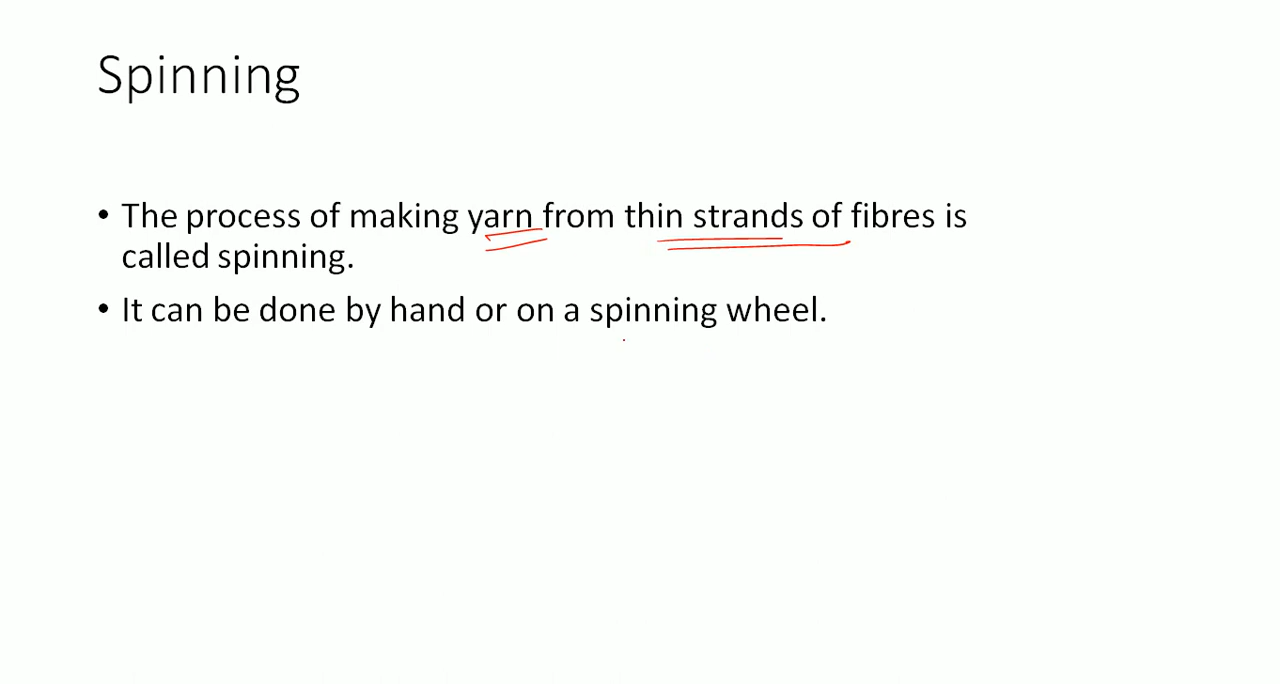 Spinning
• The process of making yarn from thin strands of fibres is
called spinning.
• It can be done by hand or on a spinning wheel.